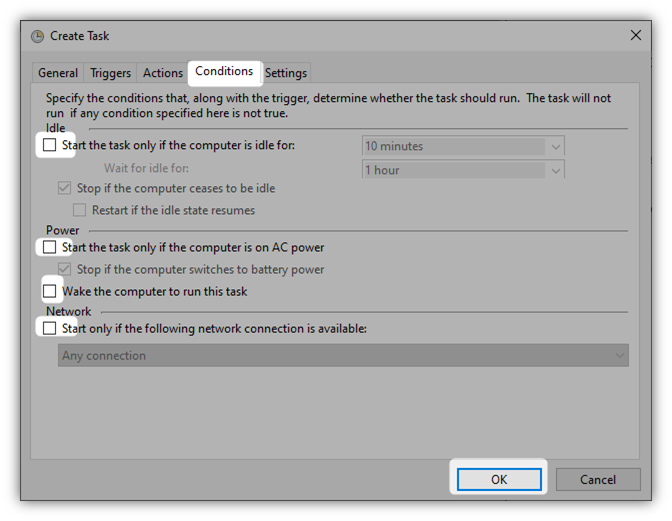 Create Task
General Triggers Actions Conditions Settings
Specify the conditions that, along with the trigger, determine whether the task should run. The task will not
run if any condition specified here is not true.
Idle
Start the task only if the computer is idle for: 10 minutes
Wait for idle for: 1 hour
Stop if the computer ceases to be idle
Restart if the idle state resumes
Power
Start the task only if the computer is on AC power
Stop if the computer switches to battery power
Wake the computer to run this task
Network
Start only if the following network connection is available:
Any connection
OK Cancel